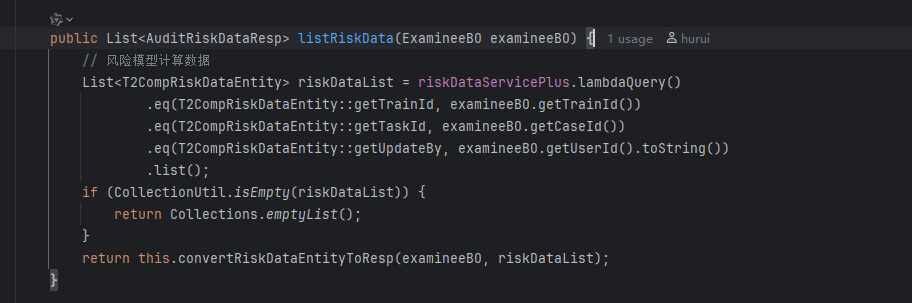 public List<AuditRiskDataResp> listRiskData(ExamineeBO examineeBO) { 1 usage hurui
// 风险模型计算数据
List<T2CompRiskDataEntity> riskDataList = riskDataServicePlus.lambdaQuery()
.eq(T2CompRiskDataEntity::getTrainId, examineeBO.getTrainId())
.eq(T2CompRiskDataEntity::getTaskId, examineeBO.getCaseId())
.eq(T2CompRiskDataEntity::getUpdateBy, examineeBO.getUserId().toString())
.list();
if (CollectionUtil.isEmpty(riskDataList)) {
return Collections.emptyList();
}
return this.convertRiskDataEntityToResp(examineeBO, riskDataList);
}